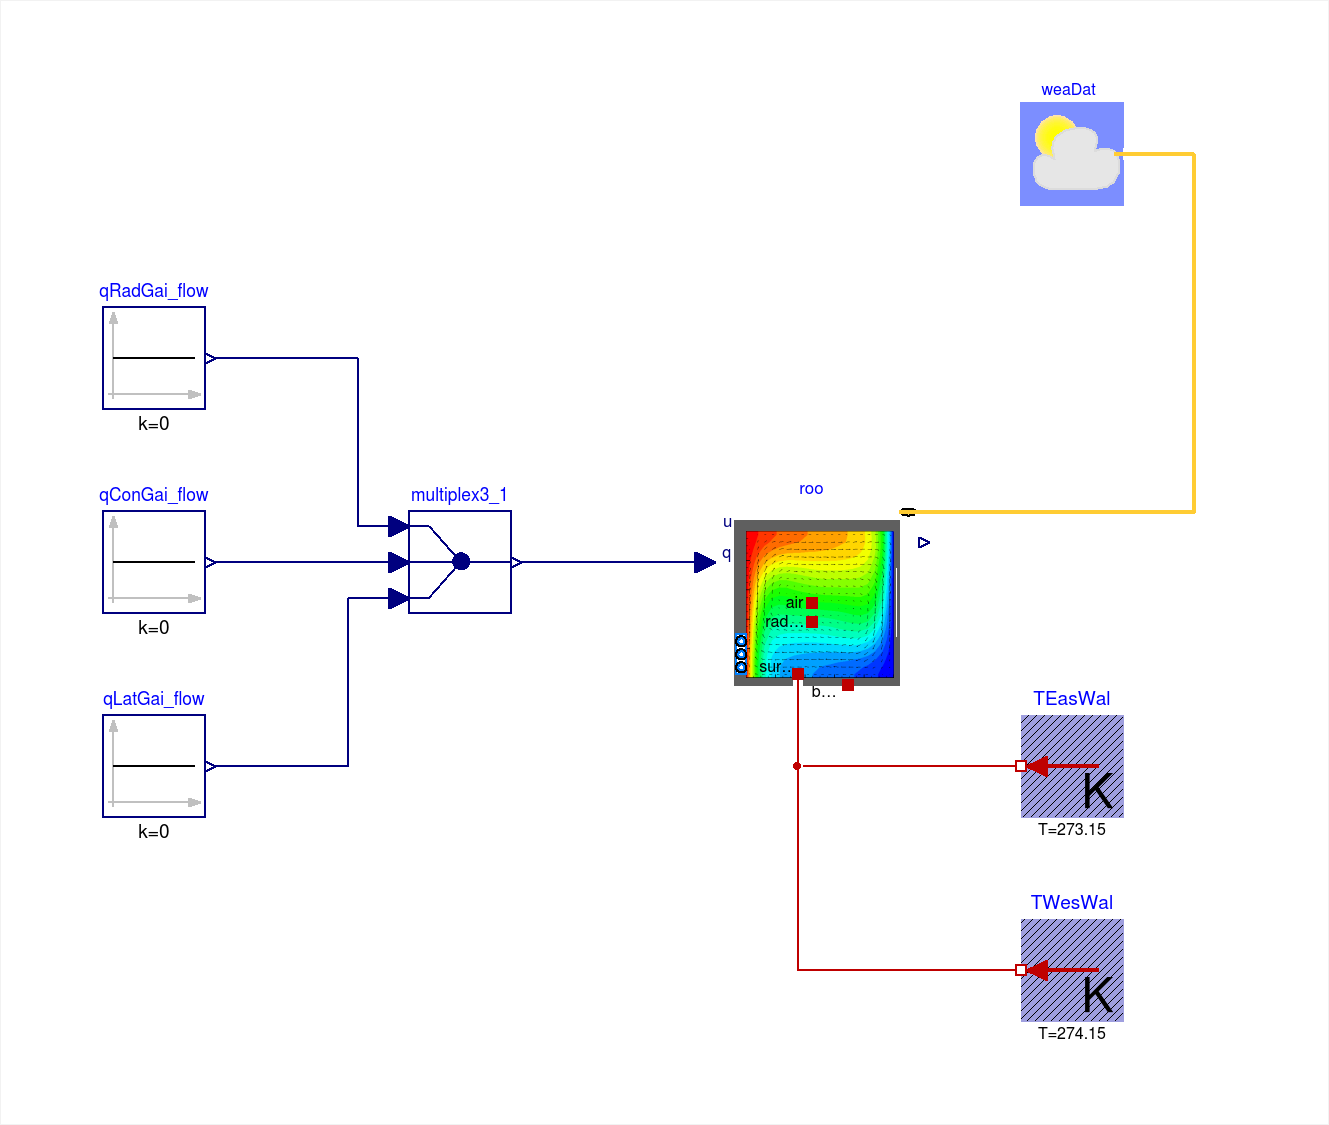 weaDat
qRadGai_flow
k=0
qConGai_flow
k=0
multiplex3_1
roo
u
q
air
rad...
sur...
b...
qLatGai_flow
k=0
TEasWal
K
T=273.15
TWesWal
K
T=274.15